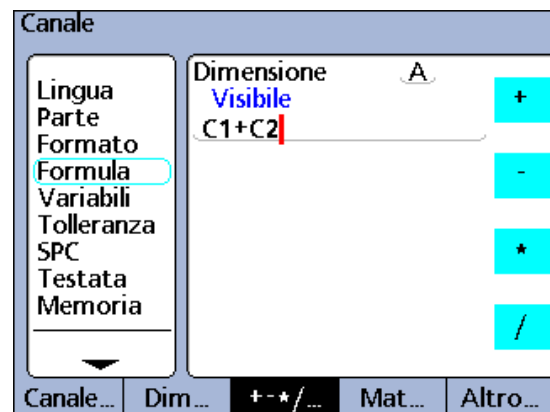 Canale
Lingua
Parte
Formato
Formula
Variabili
Tolleranza
SPC
Testata
Memoria
Dimensione A
Visibile
C1+C2
+
-
*
/
Canale... Dim... +-*/... Mat... Altro...